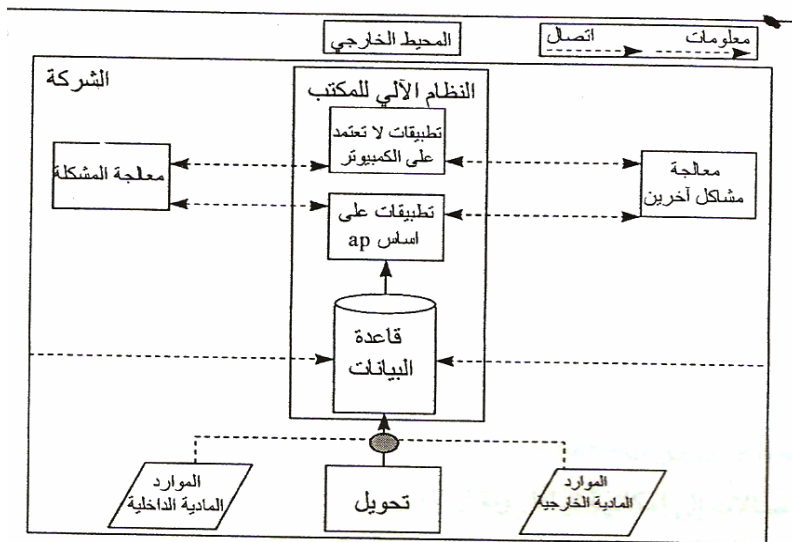 المحيط الخارجي
معلومات
اتصال
الشركة
النظام الآلي للمكتب
تطبيقات لا تعتمد
على الكمبيوتر
معالجة المشكلة
معالجة
مشاكل آخرين
تطبيقات على
اساس ap
قاعدة
البيانات
الموارد
المادية الداخلية
تحويل
الموارد
المادية الخارجية